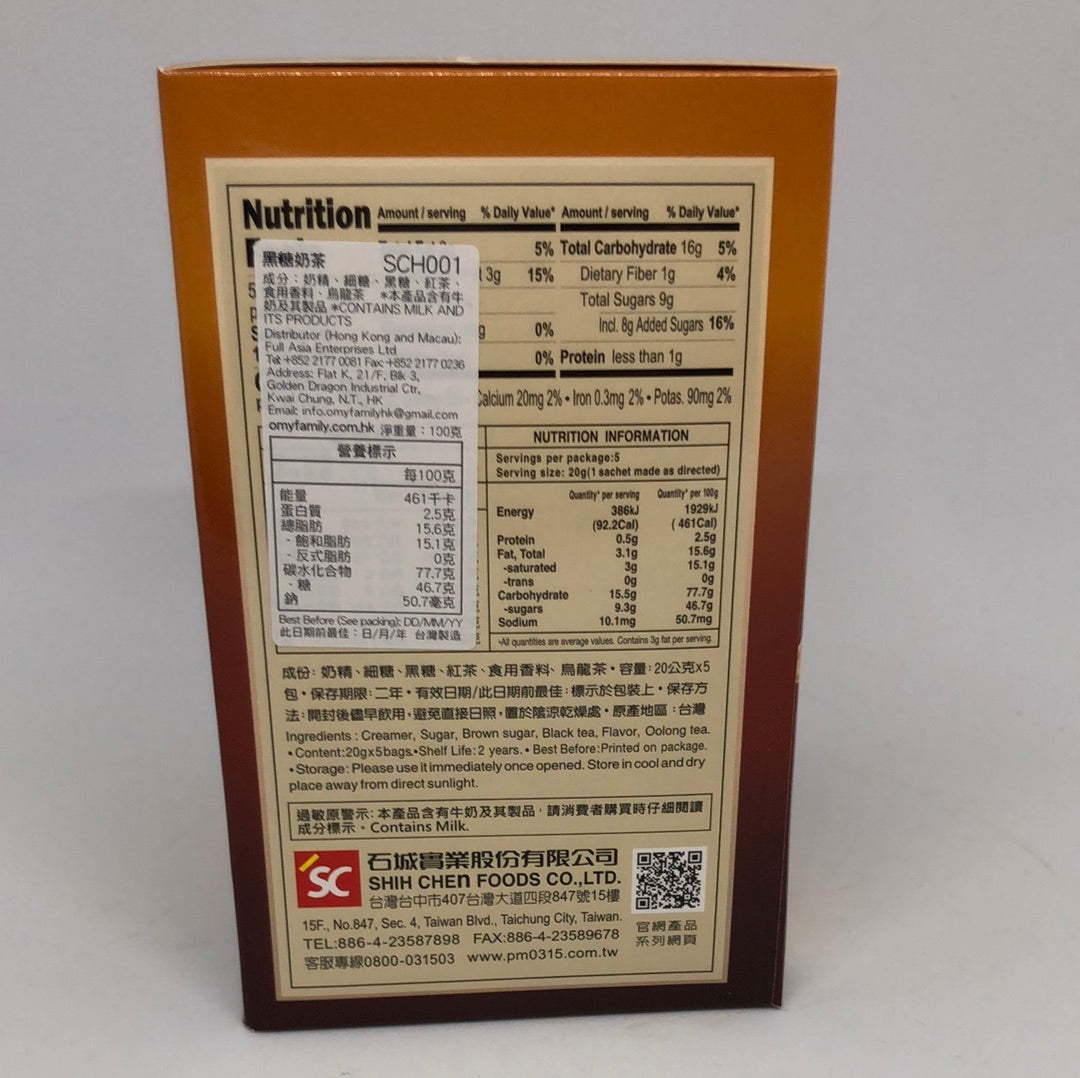 Nutrition
Amount / serving % Daily Value* Amount / serving % Daily Value*
5% Total Carbohydrate 16g 5%
3g 15% Dietary Fiber 1g 4%
Total Sugars 9g
0% Incl. 8g Added Sugars 16%
0% Protein less than 1g
Calcium 20mg 2% • Iron 0.3mg 2% • Potas. 90mg 2%
黑糖奶茶 SCH001
成分：奶精、細糖、黑糖、紅茶、
食用香料、烏龍茶 *本產品含有牛
奶及其製品 *CONTAINS MILK AND
ITS PRODUCTS
Distributor (Hong Kong and Macau):
Full Asia Enterprises Ltd
Tel: +852 2177 0081 Fax: +852 2177 0236
Address: Flat K, 21/F, Blk 3,
Golden Dragon Industrial Ctr,
Kwai Chung, N.T., HK
Email: info.omyfamilyhk@gmail.com
omyfamily.com.hk 淨重量：100克
營養標示
每100克
能量 461千卡
蛋白質 2.5克
總脂肪 15.6克
- 飽和脂肪 15.1克
- 反式脂肪 0克
碳水化合物 77.7克
- 糖 46.7克
鈉 50.7毫克
Best Before (See packing): DD/MM/YY
此日期前最佳：日/月/年 台灣製造
NUTRITION INFORMATION
Servings per package:5
Serving size: 20g(1 sachet made as directed)
Quantity* per serving Quantity* per 100g
Energy 386kJ 1929kJ
(92.2Cal) ( 461Cal)
Protein 0.5g 2.5g
Fat, Total 3.1g 15.6g
-saturated 3g 15.1g
-trans 0g 0g
Carbohydrate 15.5g 77.7g
-sugars 9.3g 46.7g
Sodium 10.1mg 50.7mg
*All quantities are average values. Contains 3g fat per serving.
成份: 奶精、細糖、黑糖、紅茶、食用香料、烏龍茶•容量:20公克x5
包•保存期限:二年•有效日期/此日期前最佳:標示於包裝上•保存方
法:開封後儘早飲用,避免直接日照,置於陰涼乾燥處•原產地區:台灣
Ingredients : Creamer, Sugar, Brown sugar, Black tea, Flavor, Oolong tea.
•Content:20gx5bags.•Shelf Life: 2 years.• Best Before:Printed on package.
•Storage: Please use it immediately once opened. Store in cool and dry
place away from direct sunlight.
過敏原警示: 本產品含有牛奶及其製品，請消費者購買時仔細閱讀
成分標示。Contains Milk.
SC 石城實業股份有限公司
SHIH CHEn FOODS CO.,LTD.
台灣台中市407台灣大道四段847號15樓
15F., No.847, Sec. 4, Taiwan Blvd., Taichung City, Taiwan.
TEL:886-4-23587898 FAX:886-4-23589678
客服專線0800-031503 www.pm0315.com.tw
官網產品
系列網頁